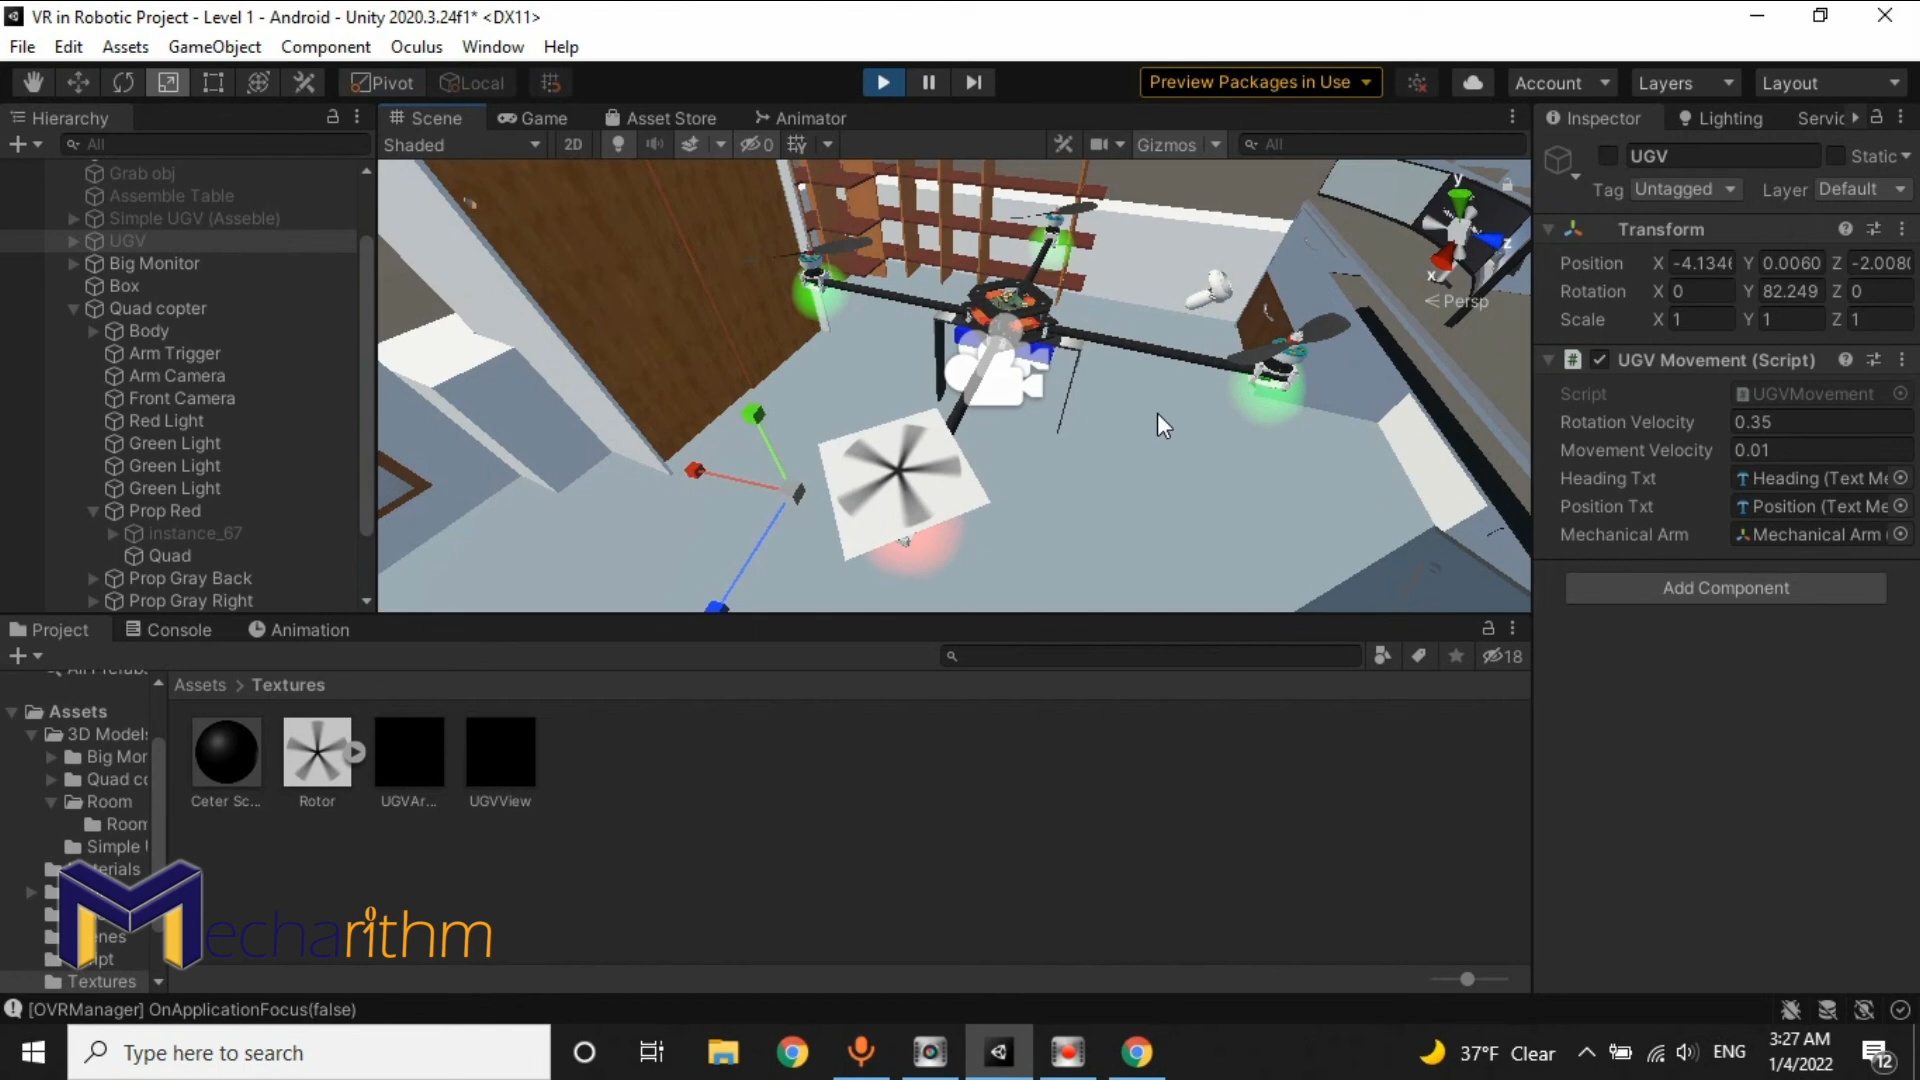 VR in Robotic Project - Level 1 - Android - Unity 2020.3.24f1* <DX11>
File Edit Assets GameObject Component Oculus Window Help
Pivot Local Preview Packages in Use Account Layers Layout
Hierarchy Scene Game Asset Store Animator Inspector Lighting Servic
All Shaded 2D 0 Gizmos All UGV Static
Grab obj
Assemble Table
Simple UGV (Asseble)
UGV
Big Monitor
Box
Quad copter
Body
Arm Trigger
Arm Camera
Front Camera
Red Light
Green Light
Green Light
Green Light
Prop Red
instance_67
Quad
Prop Gray Back
Prop Gray Right
y
z
x
Persp
Tag Untagged Layer Default
Transform
Position X -4.1346 Y 0.0060 Z -2.0080
Rotation X 0 Y 82.249 Z 0
Scale X 1 Y 1 Z 1
# UGV Movement (Script)
Script UGVMovement
Rotation Velocity 0.35
Movement Velocity 0.01
Heading Txt Heading (Text Me
Position Txt Position (Text Me
Mechanical Arm Mechanical Arm (
Add Component
Project Console Animation
18
Assets > Textures
Assets
3D Models
Big Mor
Quad co
Room
Room
Simple
Textures
Ceter Sc... Rotor UGVAr... UGVView
Mecharithm
[OVRManager] OnApplicationFocus(false)
Type here to search
37°F Clear ENG 3:27 AM
1/4/2022
12